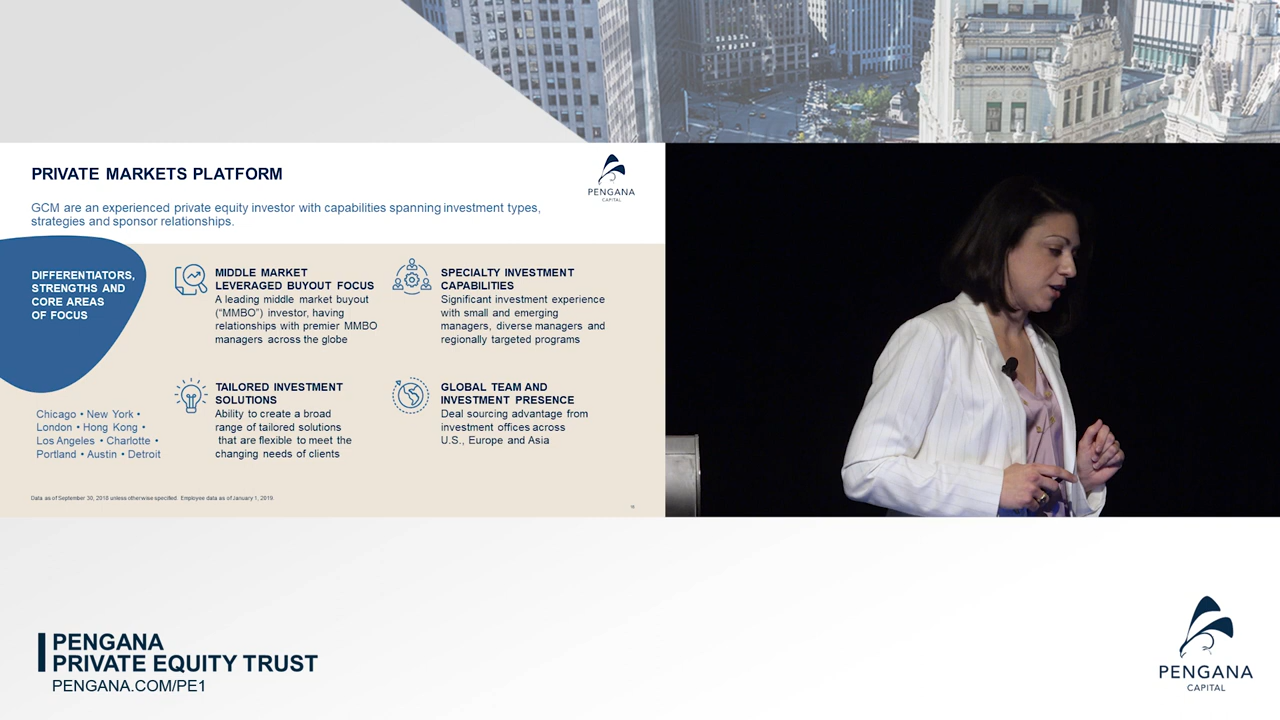 PRIVATE MARKETS PLATFORM
PENGANA
CAPITAL
GCM are an experienced private equity investor with capabilities spanning investment types,
strategies and sponsor relationships.
DIFFERENTIATORS,
STRENGTHS AND
CORE AREAS
OF FOCUS
MIDDLE MARKET
LEVERAGED BUYOUT FOCUS
A leading middle market buyout
(“MMBO”) investor, having
relationships with premier MMBO
managers across the globe
SPECIALTY INVESTMENT
CAPABILITIES
Significant investment experience
with small and emerging
managers, diverse managers and
regionally targeted programs
TAILORED INVESTMENT
SOLUTIONS
Ability to create a broad
range of tailored solutions
that are flexible to meet the
changing needs of clients
GLOBAL TEAM AND
INVESTMENT PRESENCE
Deal sourcing advantage from
investment offices across
U.S., Europe and Asia
Chicago • New York •
London • Hong Kong •
Los Angeles • Charlotte •
Portland • Austin • Detroit
Data as of September 30, 2018 unless otherwise specified. Employee data as of January 1, 2019
PENGANA
PRIVATE EQUITY TRUST
PENGANA.COM/PE1
PENGANA
CAPITAL